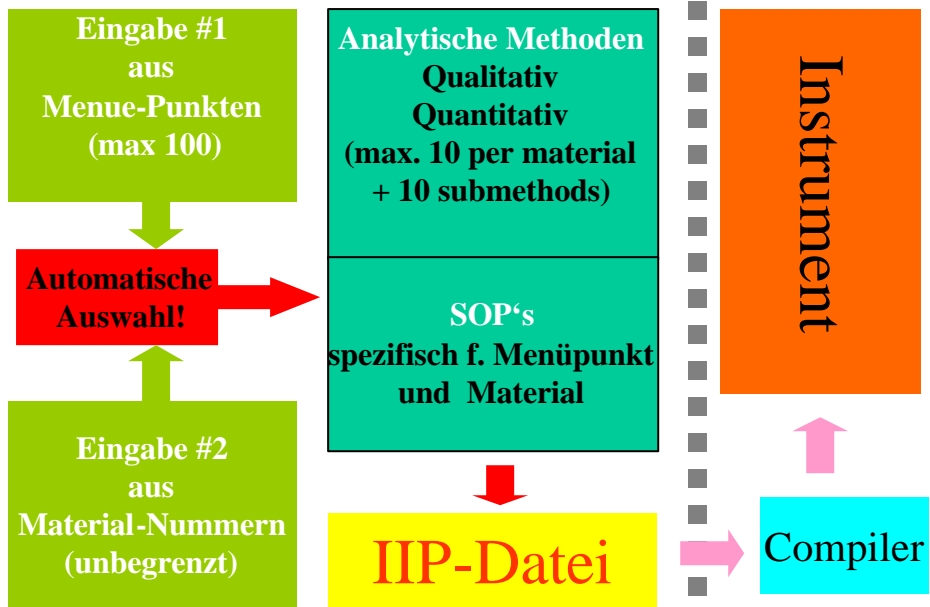 Eingabe #1
aus
Menue-Punkten
(max 100)
Automatische
Auswahl!
Eingabe #2
aus
Material-Nummern
(unbegrenzt)
Analytische Methoden
Qualitativ
Quantitativ
(max. 10 per material
+ 10 submethods)
SOP‘s
spezifisch f. Menüpunkt
und Material
IIP-Datei
Compiler
Instrument